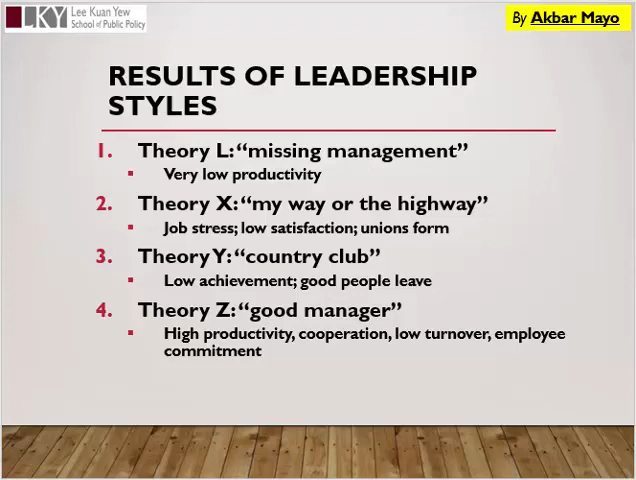 LKY Lee Kuan Yew
School of Public Policy
By Akbar Mayo
RESULTS OF LEADERSHIP
STYLES
1. Theory L: “missing management”
▪ Very low productivity
2. Theory X: “my way or the highway”
▪ Job stress; low satisfaction; unions form
3. Theory Y: “country club”
▪ Low achievement; good people leave
4. Theory Z: “good manager”
▪ High productivity, cooperation, low turnover, employee
commitment